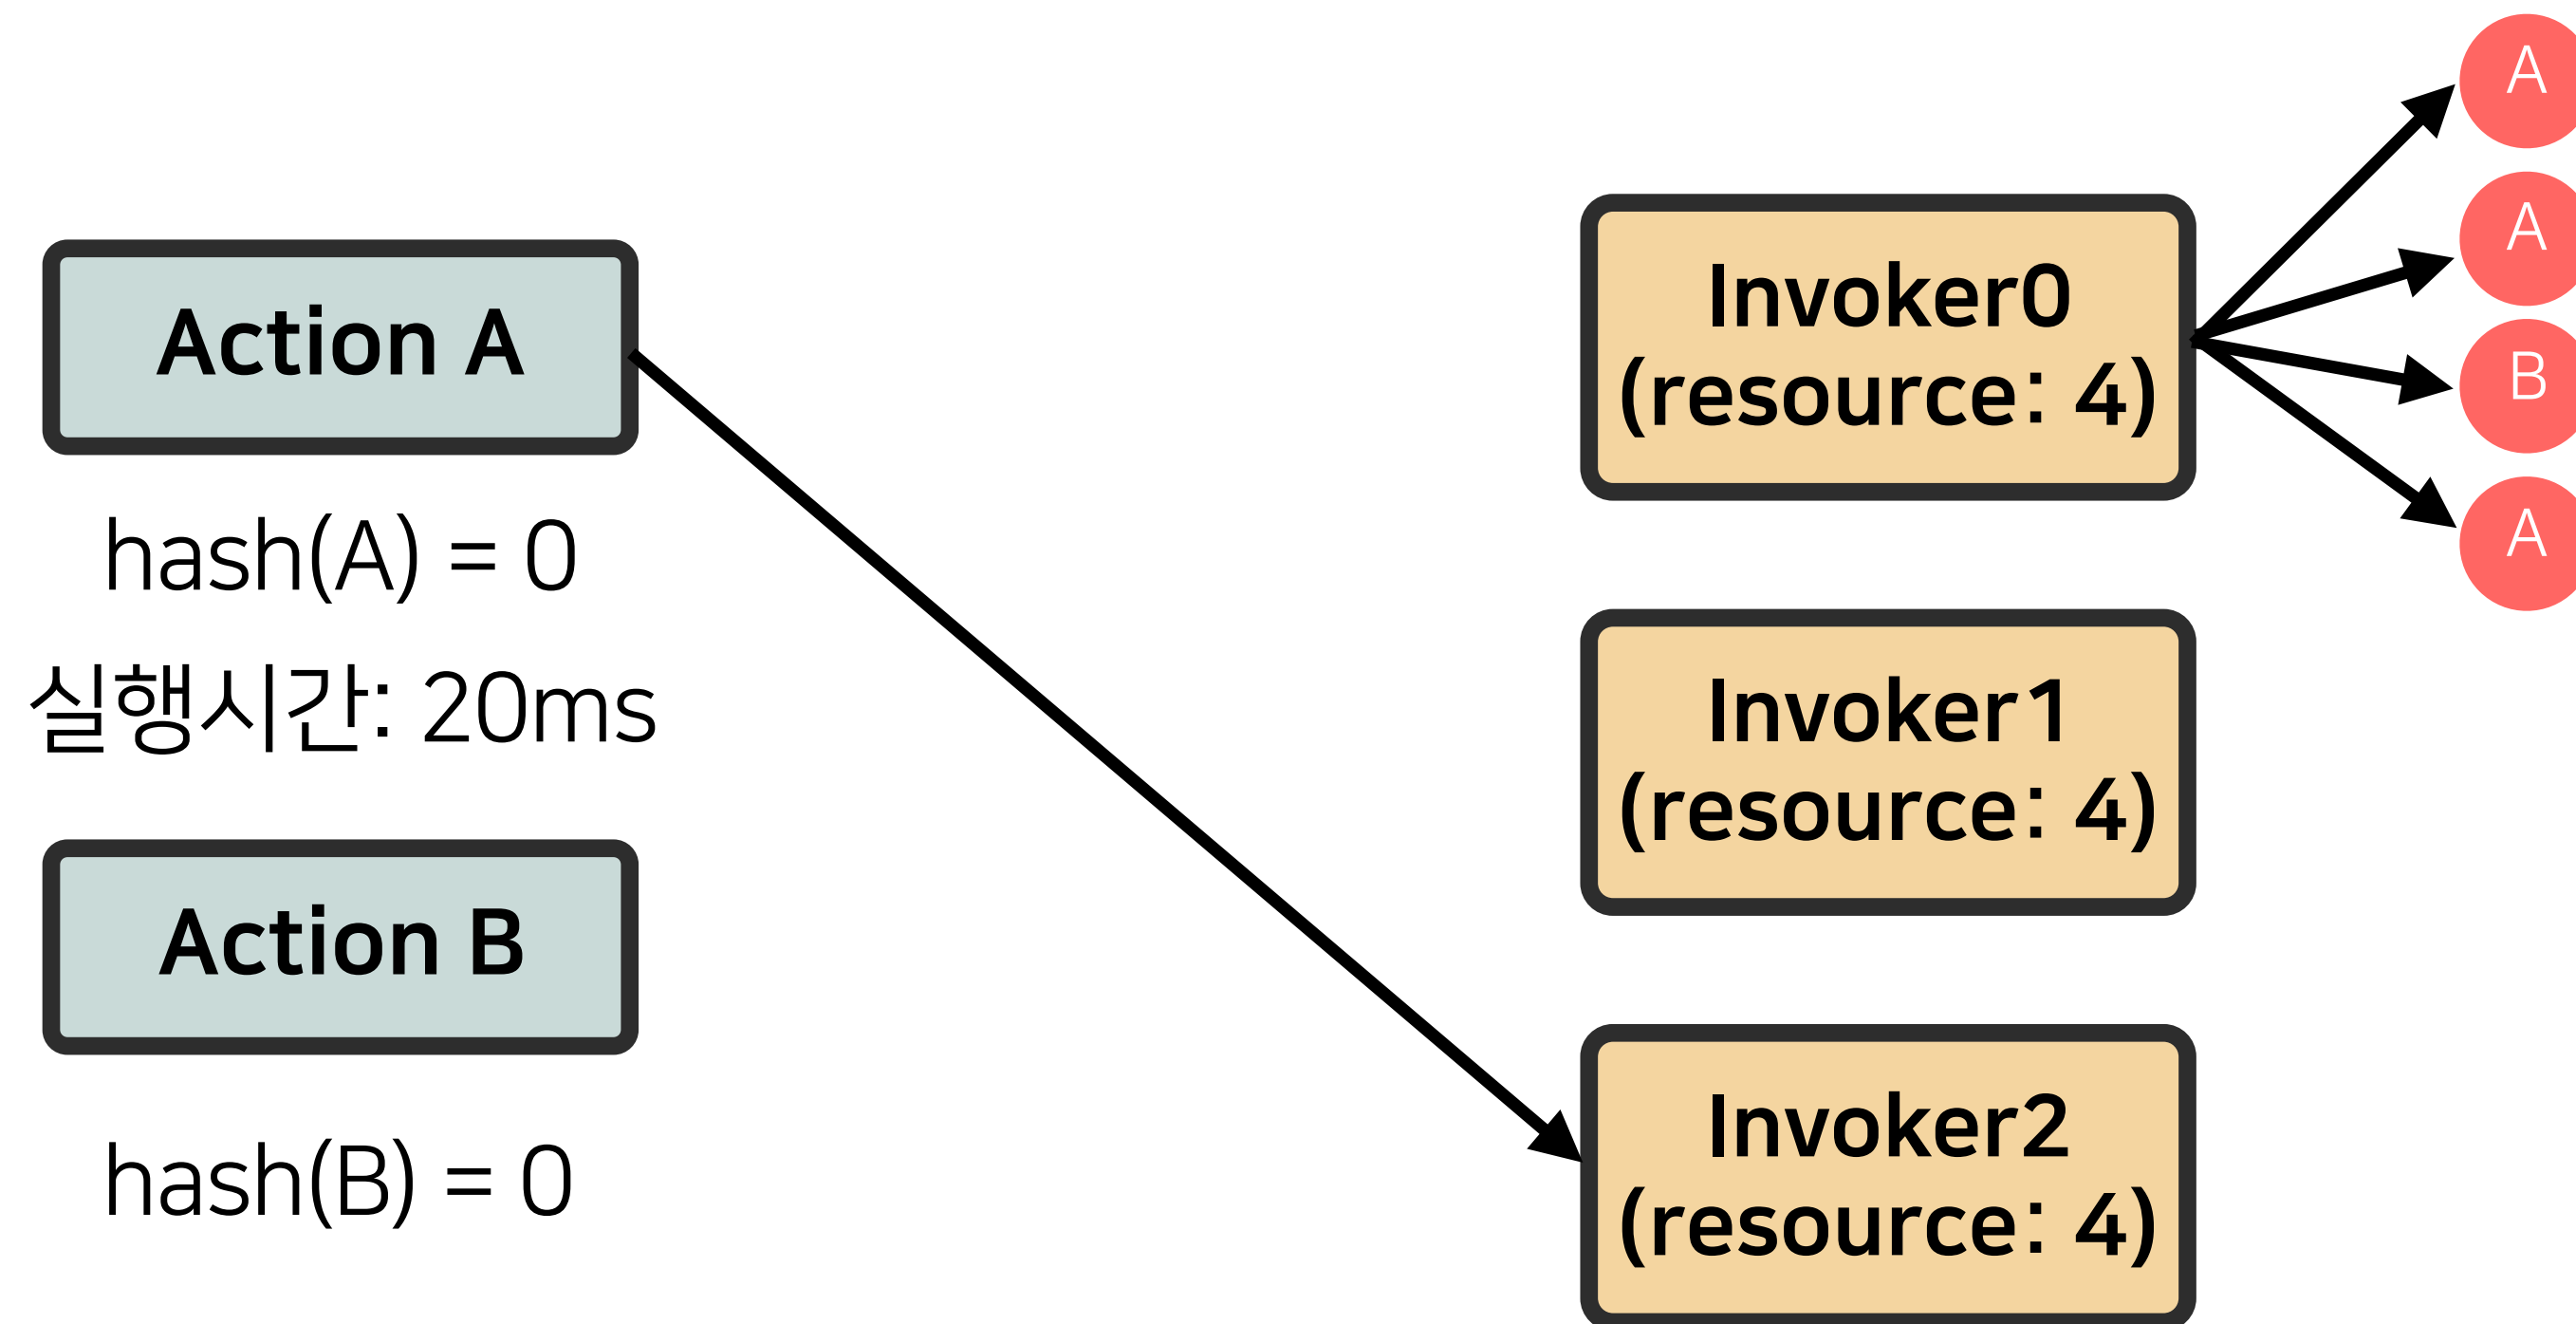 Action A
hash(A) = 0
실행시간: 20ms
Action B
hash(B) = 0
Invoker0
(resource: 4)
Invoker1
(resource: 4)
Invoker2
(resource: 4)
A
A
B
A